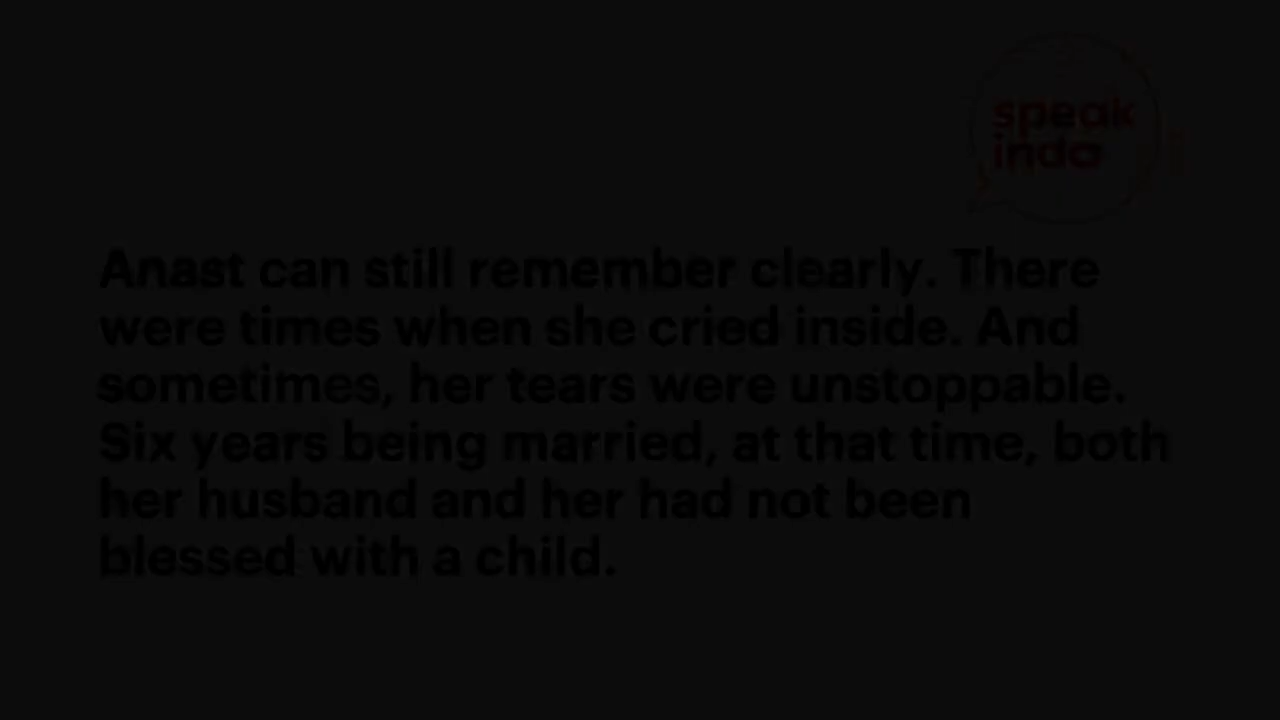 speak
indo
Anast can still remember clearly. There
were times when she cried inside. And
sometimes, her tears were unstoppable.
Six years being married, at that time, both
her husband and her had not been
blessed with a child.